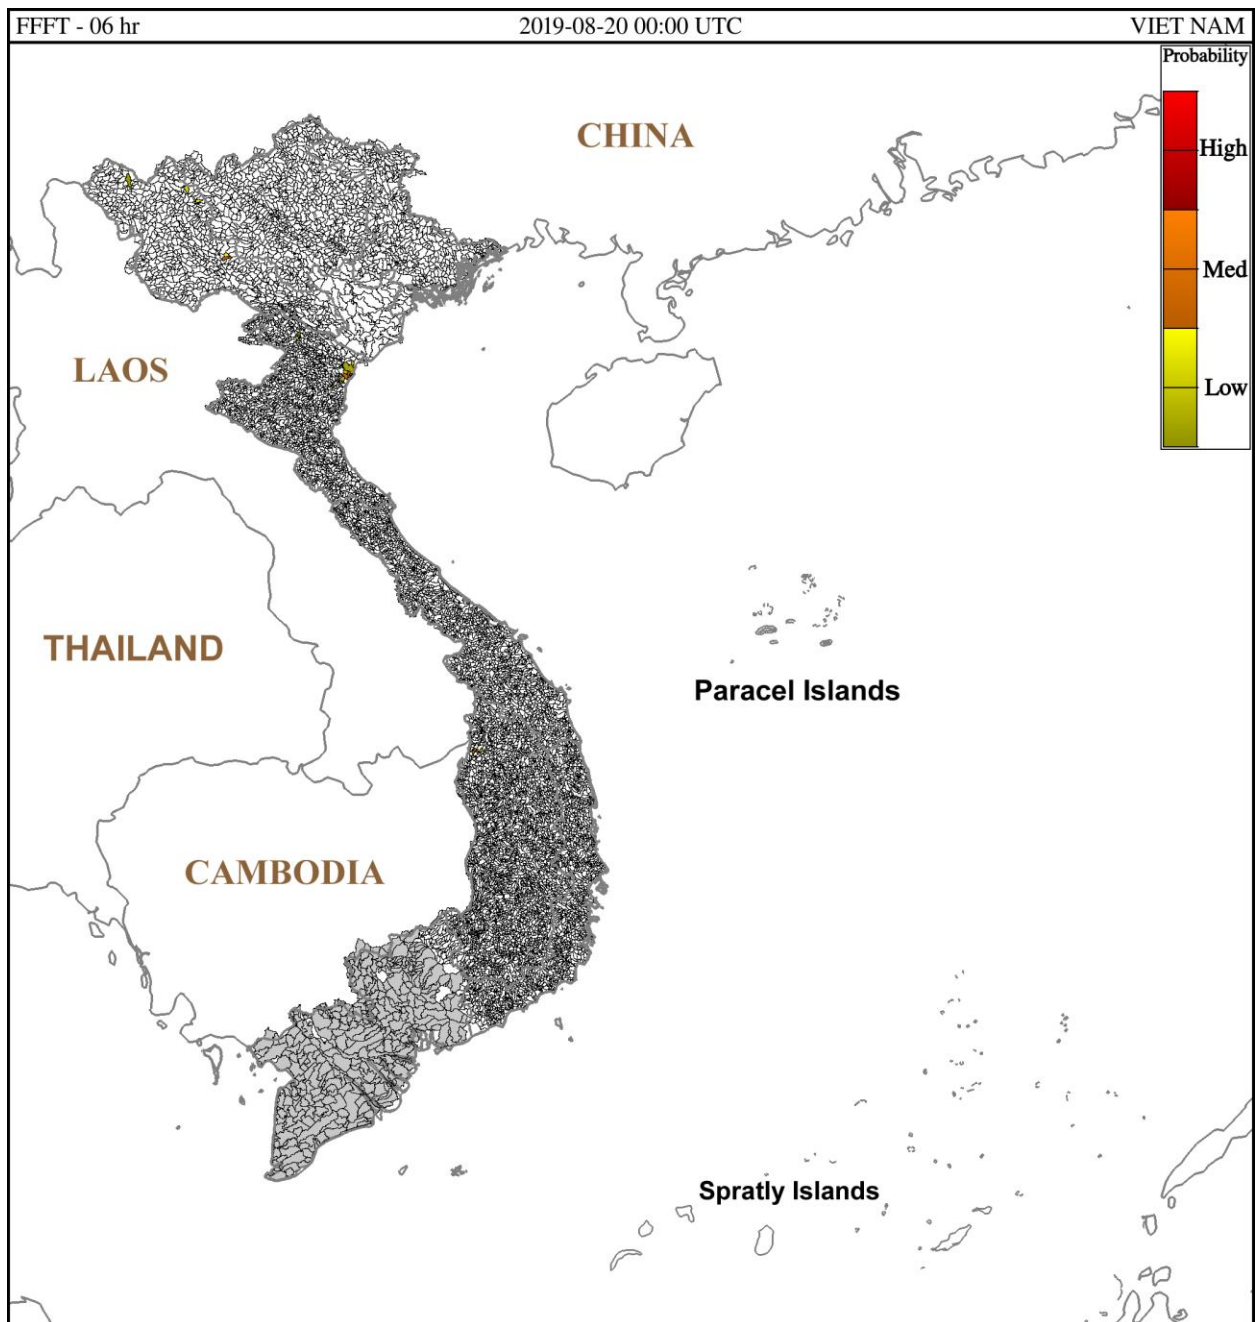 FFFT - 06 hr 2019-08-20 00:00 UTC VIET NAM
Probability
CHINA
High
Med
LAOS
Low
THAILAND
Paracel Islands
CAMBODIA
Spratly Islands